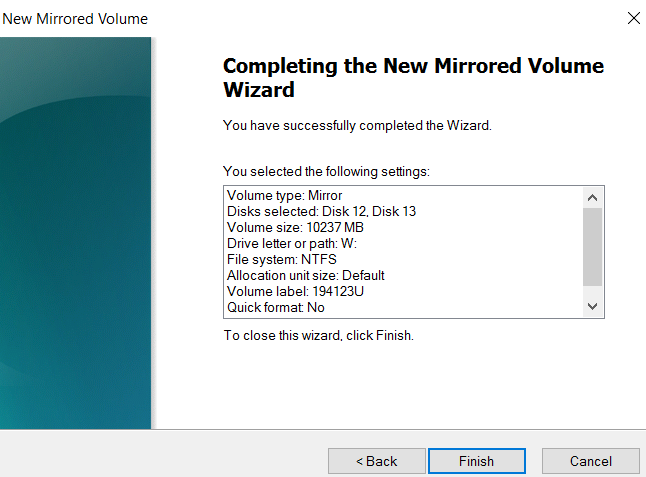 New Mirrored Volume
Completing the New Mirrored Volume
Wizard
You have successfully completed the Wizard.
You selected the following settings:
Volume type: Mirror
Disks selected: Disk 12, Disk 13
Volume size: 10237 MB
Drive letter or path: W:
File system: NTFS
Allocation unit size: Default
Volume label: 194123U
Quick format: No
To close this wizard, click Finish.
< Back
Finish
Cancel